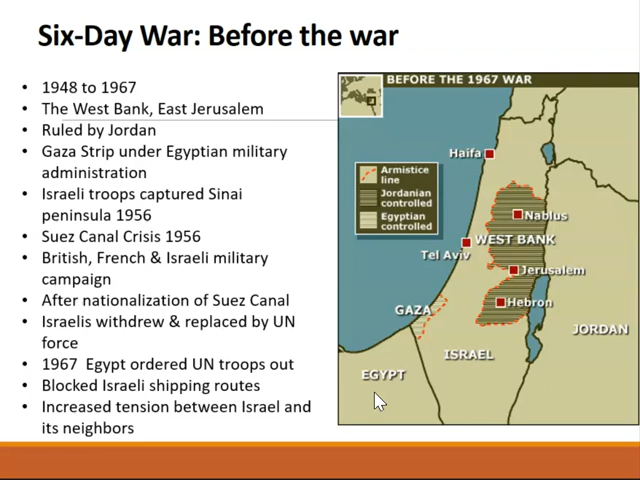 Six-Day War: Before the war
• 1948 to 1967
• The West Bank, East Jerusalem
• Ruled by Jordan
• Gaza Strip under Egyptian military
administration
• Israeli troops captured Sinai
peninsula 1956
• Suez Canal Crisis 1956
• British, French & Israeli military
campaign
• After nationalization of Suez Canal
• Israelis withdrew & replaced by UN
force
• 1967 Egypt ordered UN troops out
• Blocked Israeli shipping routes
• Increased tension between Israel and
its neighbors
BEFORE THE 1967 WAR
Haifa
Armistice
line
Jordanian
controlled
Egyptian
controlled
Nablus
WEST BANK
Tel Aviv
Jerusalem
Hebron
GAZA
JORDAN
ISRAEL
EGYPT